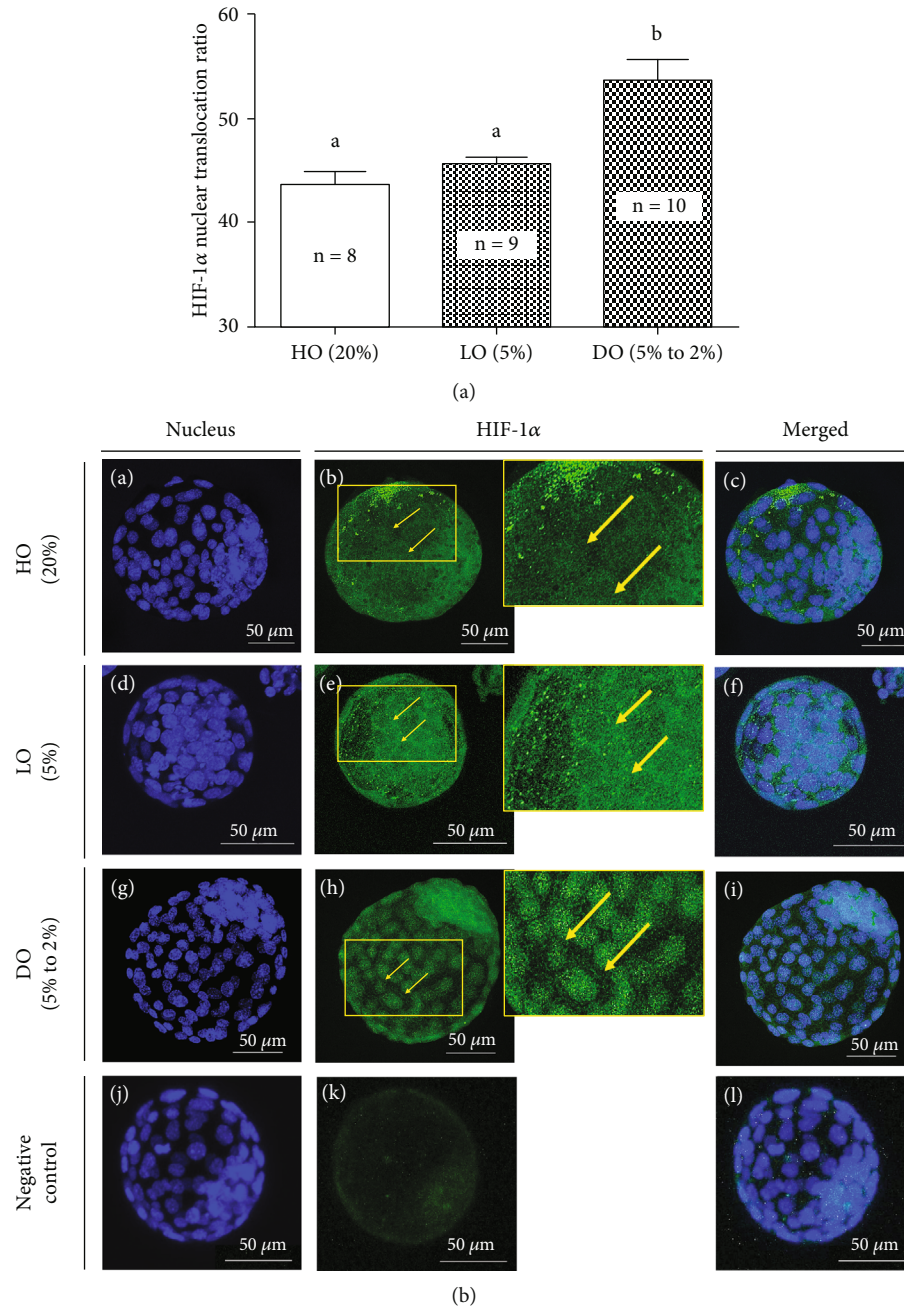 60
50
40
30
HIF-1α nuclear translocation ratio
a
a
b
n = 8
n = 9
n = 10
HO (20%)
LO (5%)
DO (5% to 2%)
(a)
Nucleus
HIF-1α
Merged
HO
(20%)
(a)
50 μm
(b)
50 μm
(c)
50 μm
LO
(5%)
(d)
50 μm
(e)
50 μm
(f)
50 μm
DO
(5% to 2%)
(g)
50 μm
(h)
50 μm
(i)
50 μm
Negative
control
(j)
50 μm
(k)
50 μm
(l)
50 μm
(b)